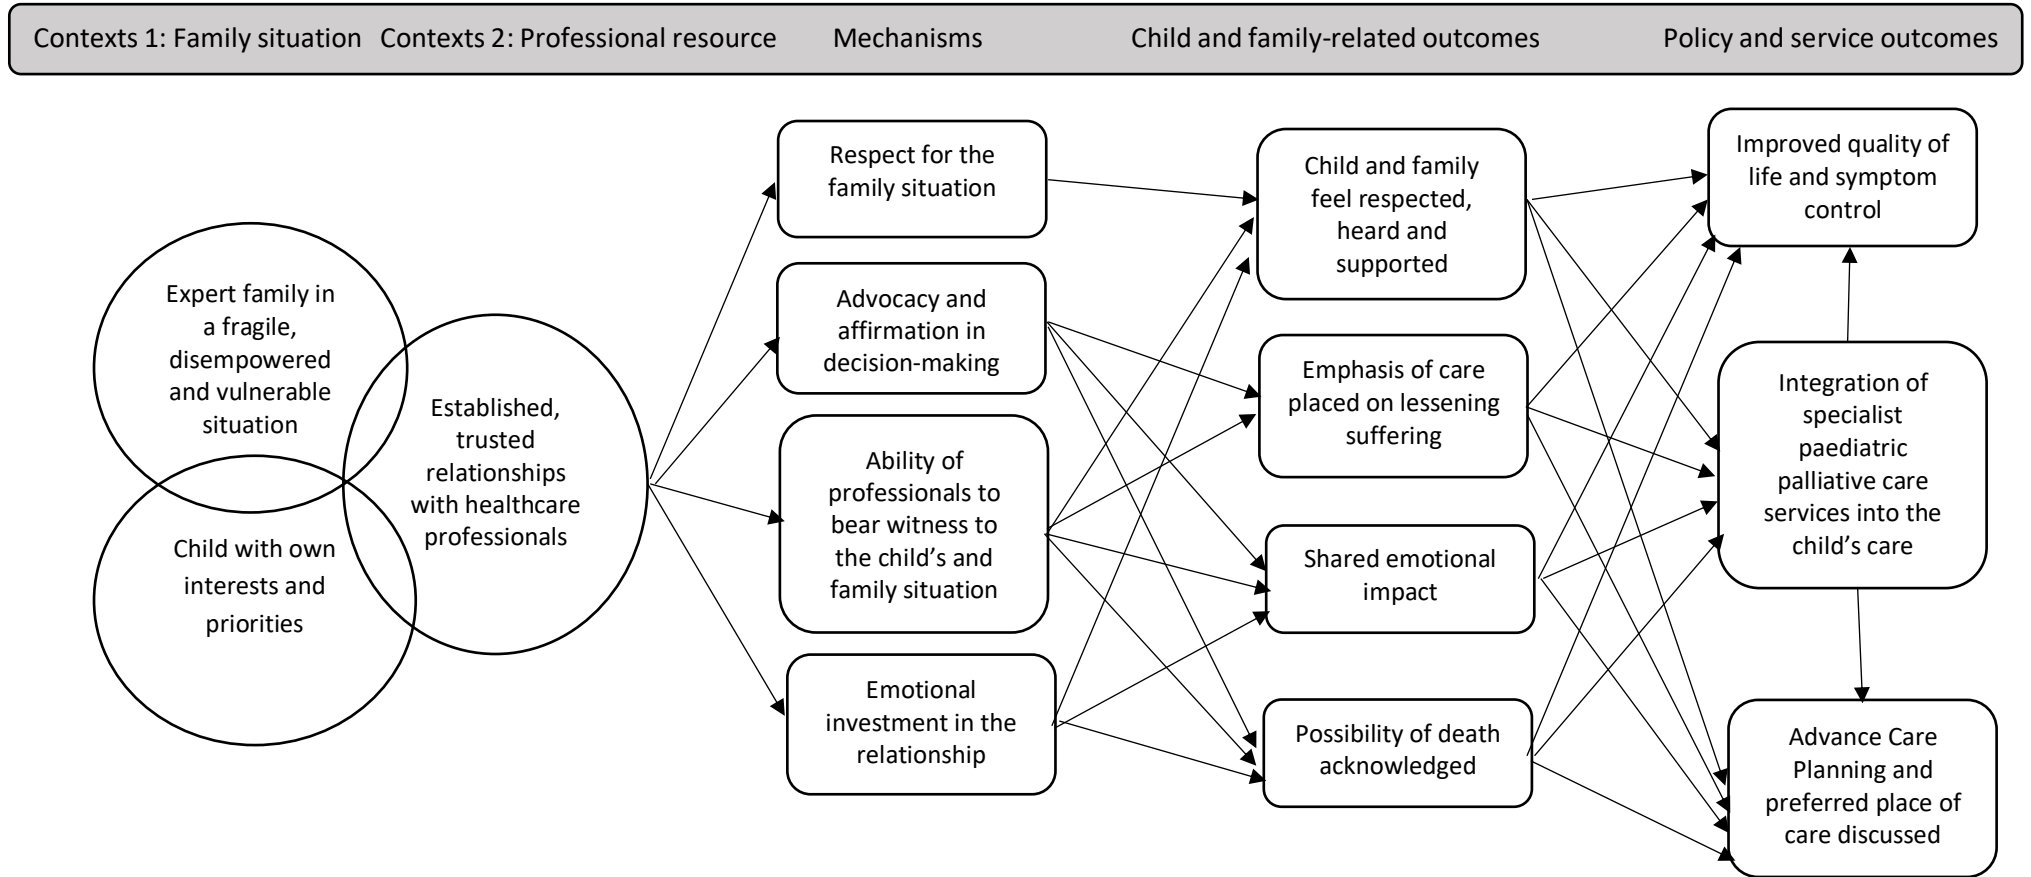 Contexts 1: Family situation Contexts 2: Professional resource Mechanisms Child and family-related outcomes Policy and service outcomes
Expert family in
a fragile,
disempowered
and vulnerable
situation
Child with own
interests and
priorities
Established,
trusted
relationships
with healthcare
professionals
Respect for the
family situation
Advocacy and
affirmation in
decision-making
Ability of
professionals to
bear witness to
the child’s and
family situation
Emotional
investment in the
relationship
Child and family
feel respected,
heard and
supported
Emphasis of care
placed on lessening
suffering
Shared emotional
impact
Possibility of death
acknowledged
Improved quality of
life and symptom
control
Integration of
specialist
paediatric
palliative care
services into the
child’s care
Advance Care
Planning and
preferred place of
care discussed